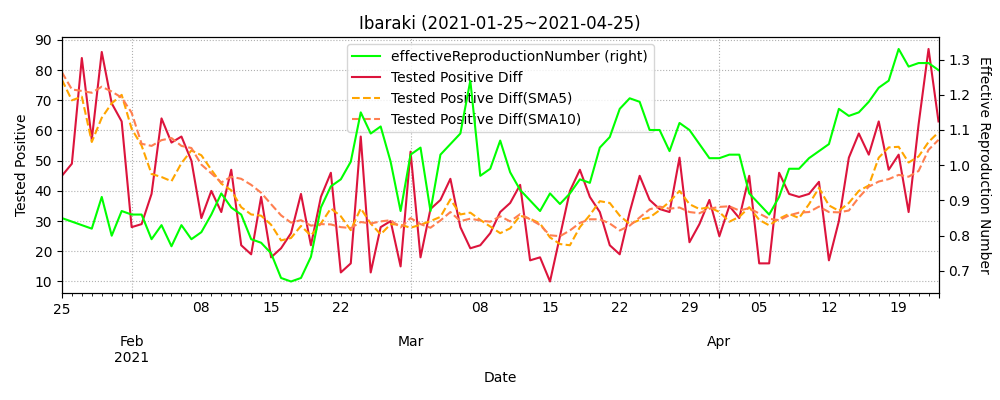 Ibaraki (2021-01-25~2021-04-25)
effectiveReproductionNumber (right)
Tested Positive Diff
Tested Positive Diff(SMA5)
Tested Positive Diff(SMA10)
Tested Positive
90
80
70
60
50
40
30
20
10
1.3
1.2
1.1
1.0
0.9
0.8
0.7
Effective Reproduction Number
25 08 15 22 08 15 22 29 05 12 19
Feb Mar Apr
2021
Date